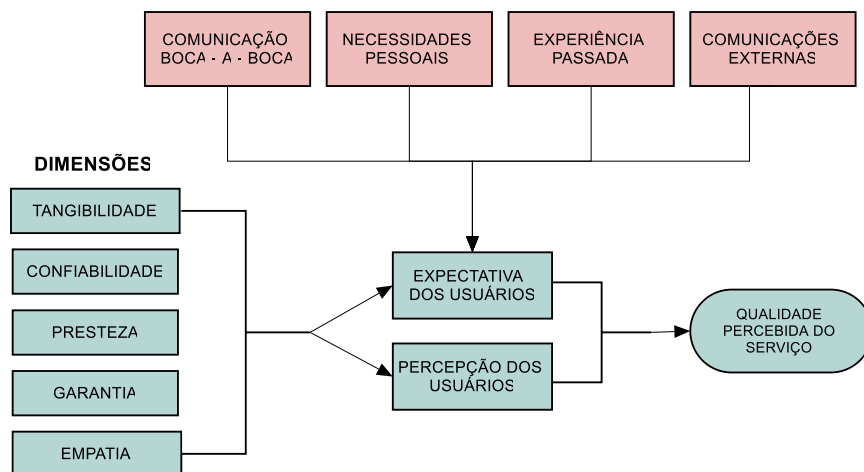 COMUNICAÇÃO
BOCA - A - BOCA
NECESSIDADES
PESSOAIS
EXPERIÊNCIA
PASSADA
COMUNICAÇÕES
EXTERNAS
DIMENSÕES
TANGIBILIDADE
CONFIABILIDADE
PRESTEZA
GARANTIA
EMPATIA
EXPECTATIVA
DOS USUÁRIOS
PERCEPÇÃO DOS
USUÁRIOS
QUALIDADE
PERCEBIDA DO
SERVIÇO